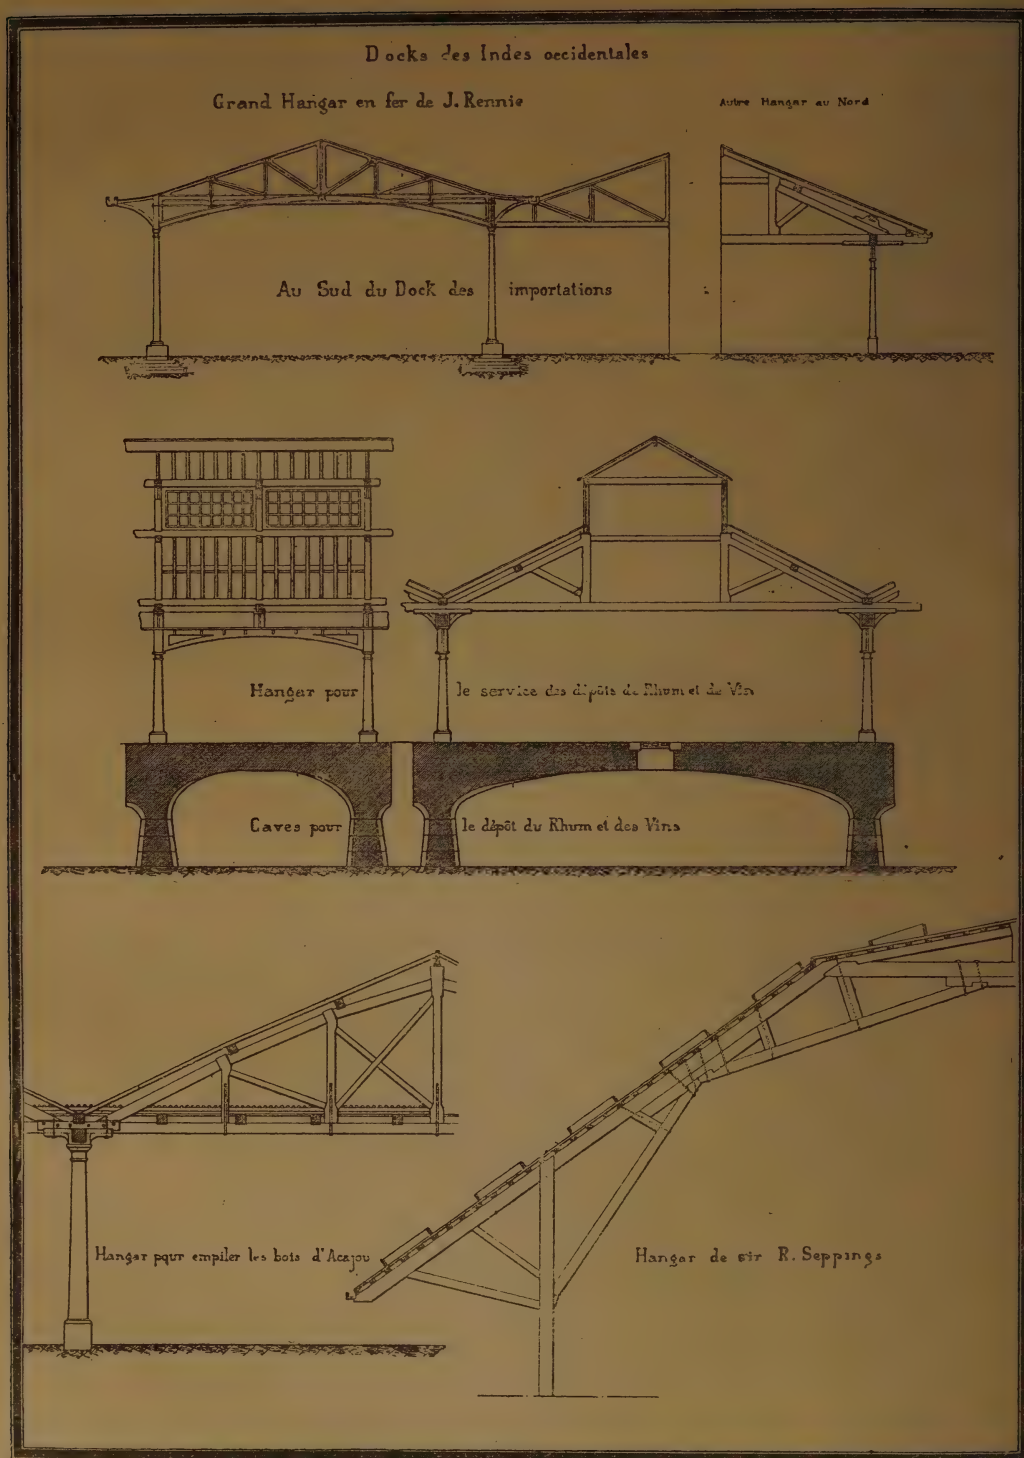 Docks des Indes occidentales
Grand Hangar en fer de J. Rennie
Autre Hangar au Nord
Au Sud du Dock des importations
Hangar pour le service des dépôts de Rhum et de Vin
Caves pour le dépôt du Rhum et des Vins
Hangar pour empiler les bois d'Acajou
Hangar de sir R. Seppings